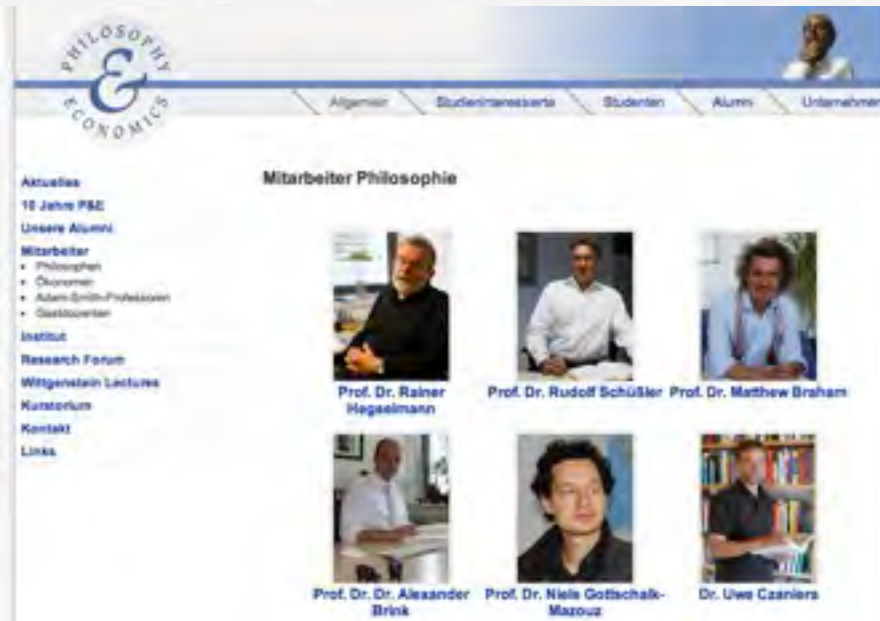 PHILOSOPHY
&
ECONOMICS
Allgemein Studieninteressierte Studenten Alumni Unternehmen
Aktuelles
10 Jahre P&E
Unsere Alumni
Mitarbeiter
• Philosophen
• Ökonomen
• Adam-Smith-Professoren
• Gastdozenten
Institut
Research Forum
Wittgenstein Lectures
Kuratorium
Kontakt
Links
Mitarbeiter Philosophie
Prof. Dr. Rainer
Hegselmann
Prof. Dr. Rudolf Schüßler
Prof. Dr. Matthew Braham
Prof. Dr. Dr. Alexander
Brink
Prof. Dr. Niels Gottschalk-
Mazouz
Dr. Uwe Czaniera